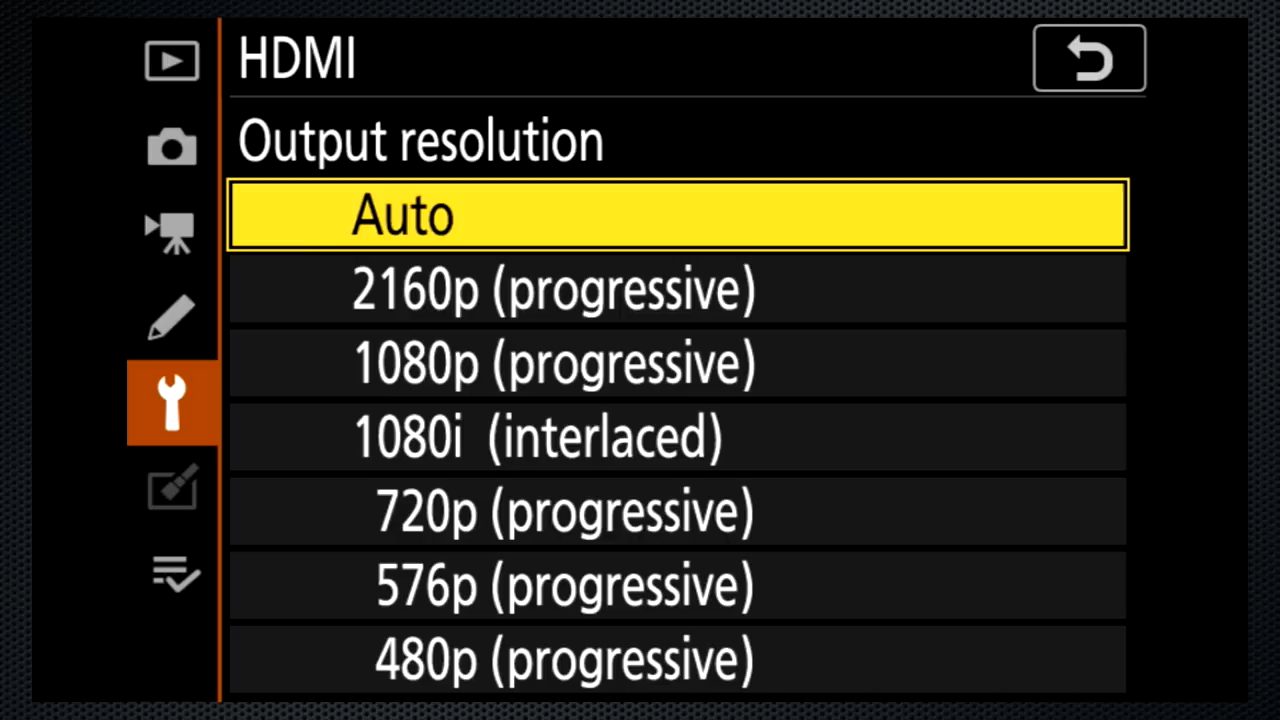 HDMI
Output resolution
Auto
2160p (progressive)
1080p (progressive)
1080i (interlaced)
720p (progressive)
576p (progressive)
480p (progressive)